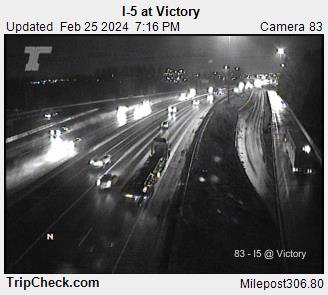 I-5 at Victory
Updated Feb 25 2024 7:16 PM Camera 83
N
83 - I5 @ Victory
TripCheck.com Milepost306.80